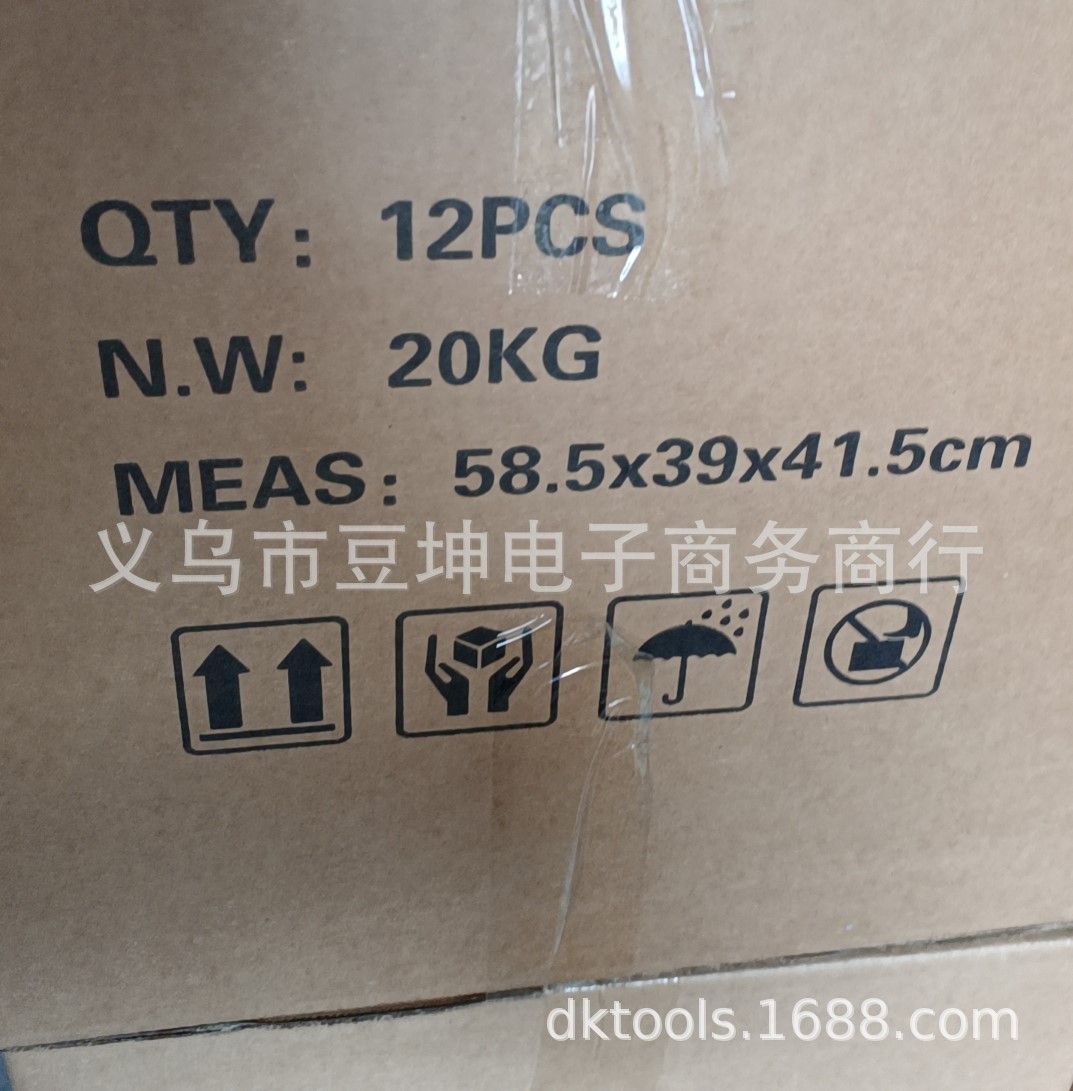 QTY: 12PCS
N.W: 20KG
MEAS: 58.5x39x41.5cm
义乌市豆坤电子商务商行
dktools.1688.com